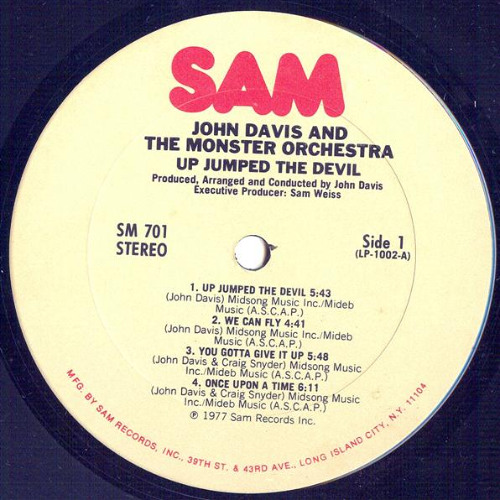 SAM
JOHN DAVIS AND
THE MONSTER ORCHESTRA
UP JUMPED THE DEVIL
Produced, Arranged and Conducted by John Davis
Executive Producer: Sam Weiss
SM 701
STEREO
Side 1
(LP-1002-A)
1. UP JUMPED THE DEVIL 5:43
(John Davis) Midsong Music Inc./Mideb
Music (A.S.C.A.P.)
2. WE CAN FLY 4:41
(John Davis) Midsong Music Inc./Mideb
Music (A.S.C.A.P.)
3. YOU GOTTA GIVE IT UP 5:48
(John Davis & Craig Snyder) Midsong Music
Inc./Mideb Music (A.S.C.A.P.)
4. ONCE UPON A TIME 6:11
(John Davis & Craig Snyder) Midsong Music
Inc./Mideb Music (A.S.C.A.P.)
℗ 1977 Sam Records Inc.
MFG. BY SAM RECORDS, INC., 39TH ST. & 43RD AVE., LONG ISLAND CITY, N.Y. 11104